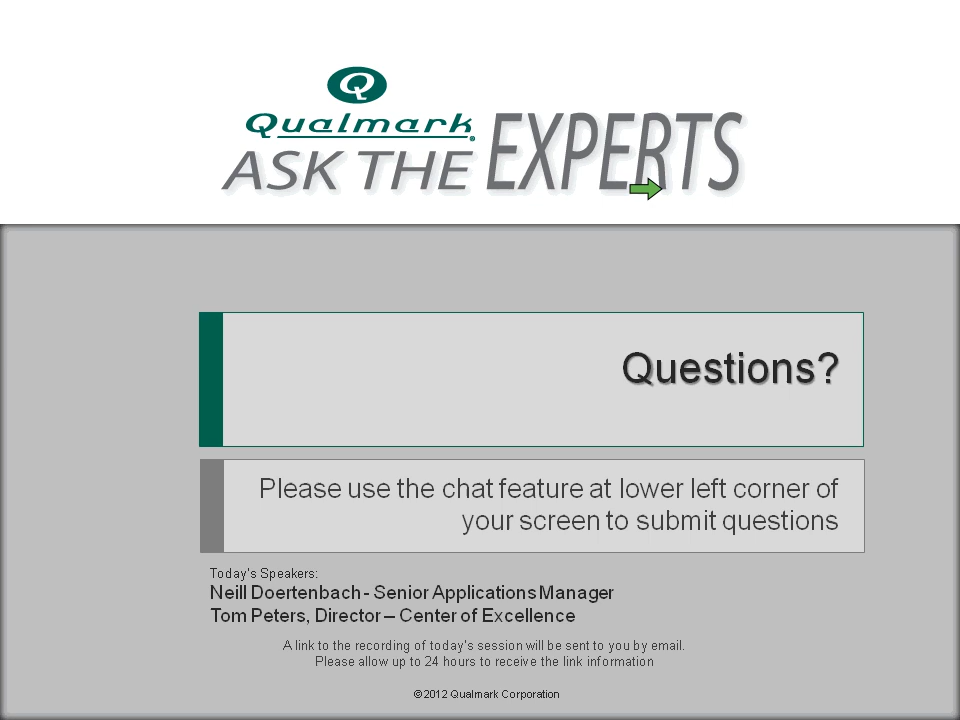 Q
Qualmark®
ASK THE EXPERTS
Questions?
Please use the chat feature at lower left corner of
your screen to submit questions
Today's Speakers:
Neill Doertenbach - Senior Applications Manager
Tom Peters, Director – Center of Excellence
A link to the recording of today's session will be sent to you by email.
Please allow up to 24 hours to receive the link information
©2012 Qualmark Corporation